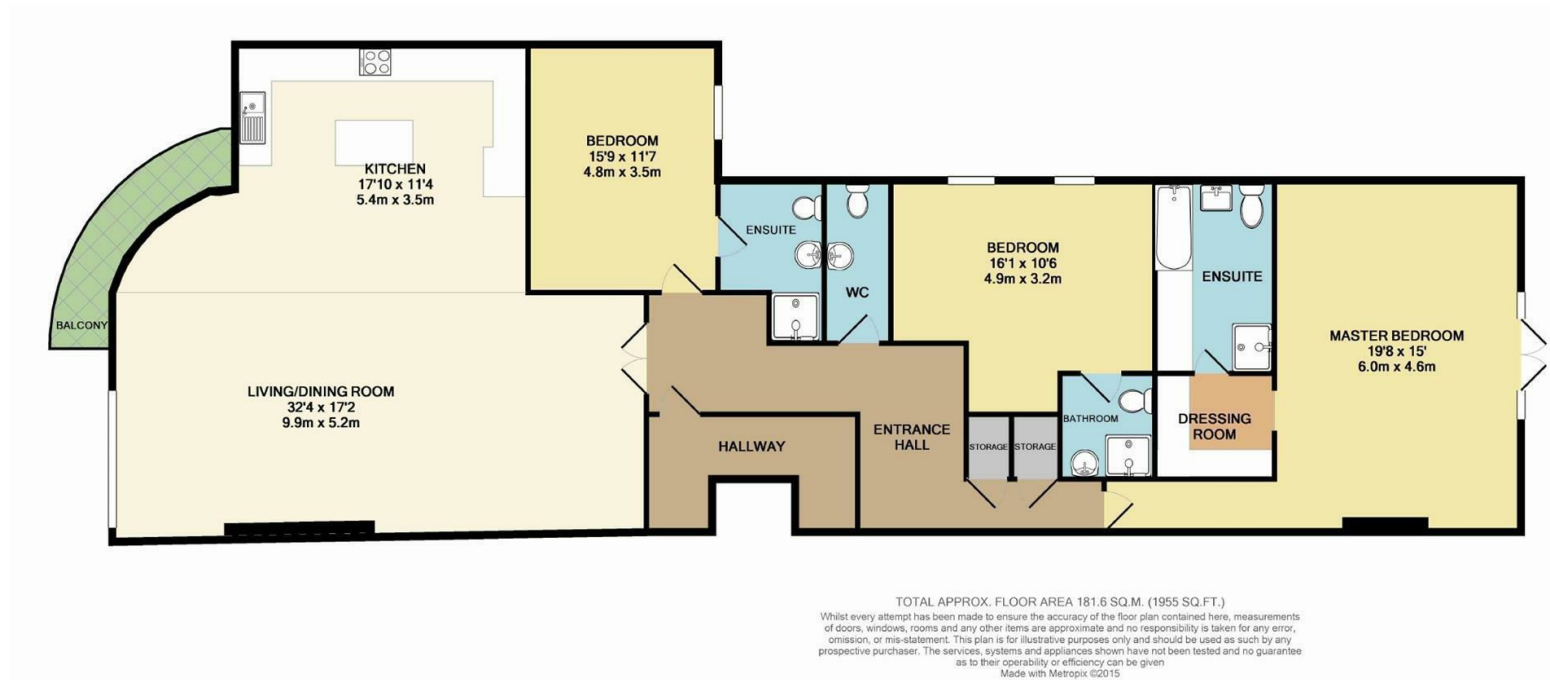 KITCHEN
17'10 x 11'4
5.4m x 3.5m
BEDROOM
15'9 x 11'7
4.8m x 3.5m
ENSUITE
WC
BEDROOM
16'1 x 10'6
4.9m x 3.2m
ENSUITE
MASTER BEDROOM
19'8 x 15'
6.0m x 4.6m
BALCONY
LIVING/DINING ROOM
32'4 x 17'2
9.9m x 5.2m
HALLWAY
ENTRANCE
HALL
STORAGE
STORAGE
BATHROOM
DRESSING
ROOM
TOTAL APPROX. FLOOR AREA 181.6 SQ.M. (1955 SQ.FT.)
Whilst every attempt has been made to ensure the accuracy of the floor plan contained here, measurements
of doors, windows, rooms and any other items are approximate and no responsibility is taken for any error,
omission, or mis-statement. This plan is for illustrative purposes only and should be used as such by any
prospective purchaser. The services, systems and appliances shown have not been tested and no guarantee
as to their operability or efficiency can be given
Made with Metropix ©2015